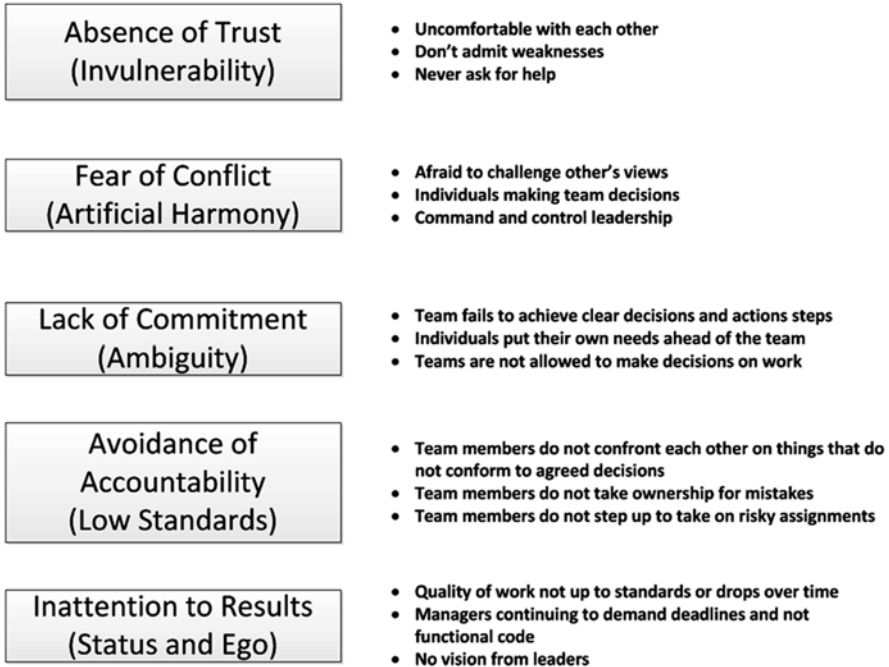 Absence of Trust
(Invulnerability)
• Uncomfortable with each other
• Don’t admit weaknesses
• Never ask for help
Fear of Conflict
(Artificial Harmony)
• Afraid to challenge other’s views
• Individuals making team decisions
• Command and control leadership
Lack of Commitment
(Ambiguity)
• Team fails to achieve clear decisions and actions steps
• Individuals put their own needs ahead of the team
• Teams are not allowed to make decisions on work
Avoidance of
Accountability
(Low Standards)
• Team members do not confront each other on things that do
not conform to agreed decisions
• Team members do not take ownership for mistakes
• Team members do not step up to take on risky assignments
Inattention to Results
(Status and Ego)
• Quality of work not up to standards or drops over time
• Managers continuing to demand deadlines and not
functional code
• No vision from leaders